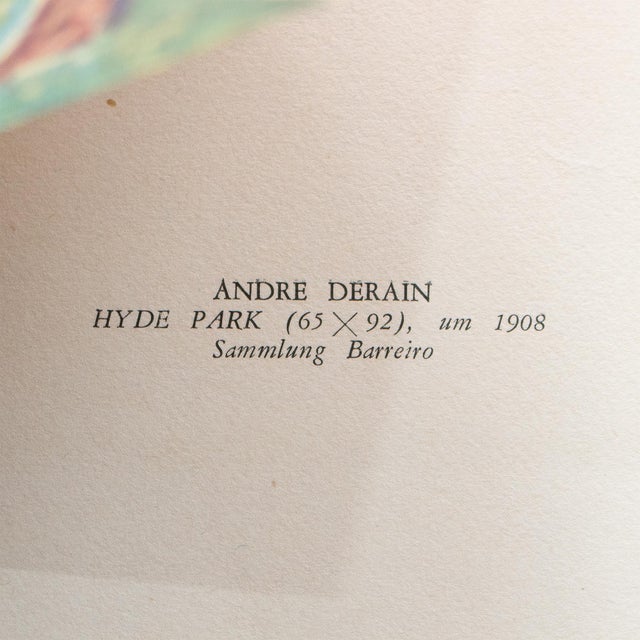 ANDRE DERAIN
HYDE PARK (65 × 92), um 1908
Sammlung Barreiro